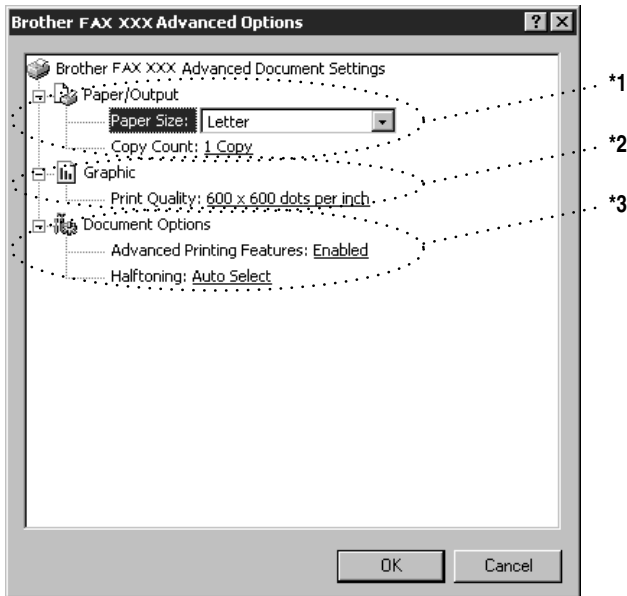 Brother FAX XXX Advanced Options ? X
Brother FAX XXX Advanced Document Settings
Paper/Output
*1
Paper Size: Letter
Copy Count: 1 Copy
*2
Graphic
Print Quality: 600 x 600 dots per inch
*3
Document Options
Advanced Printing Features: Enabled
Halftoning: Auto Select
OK Cancel